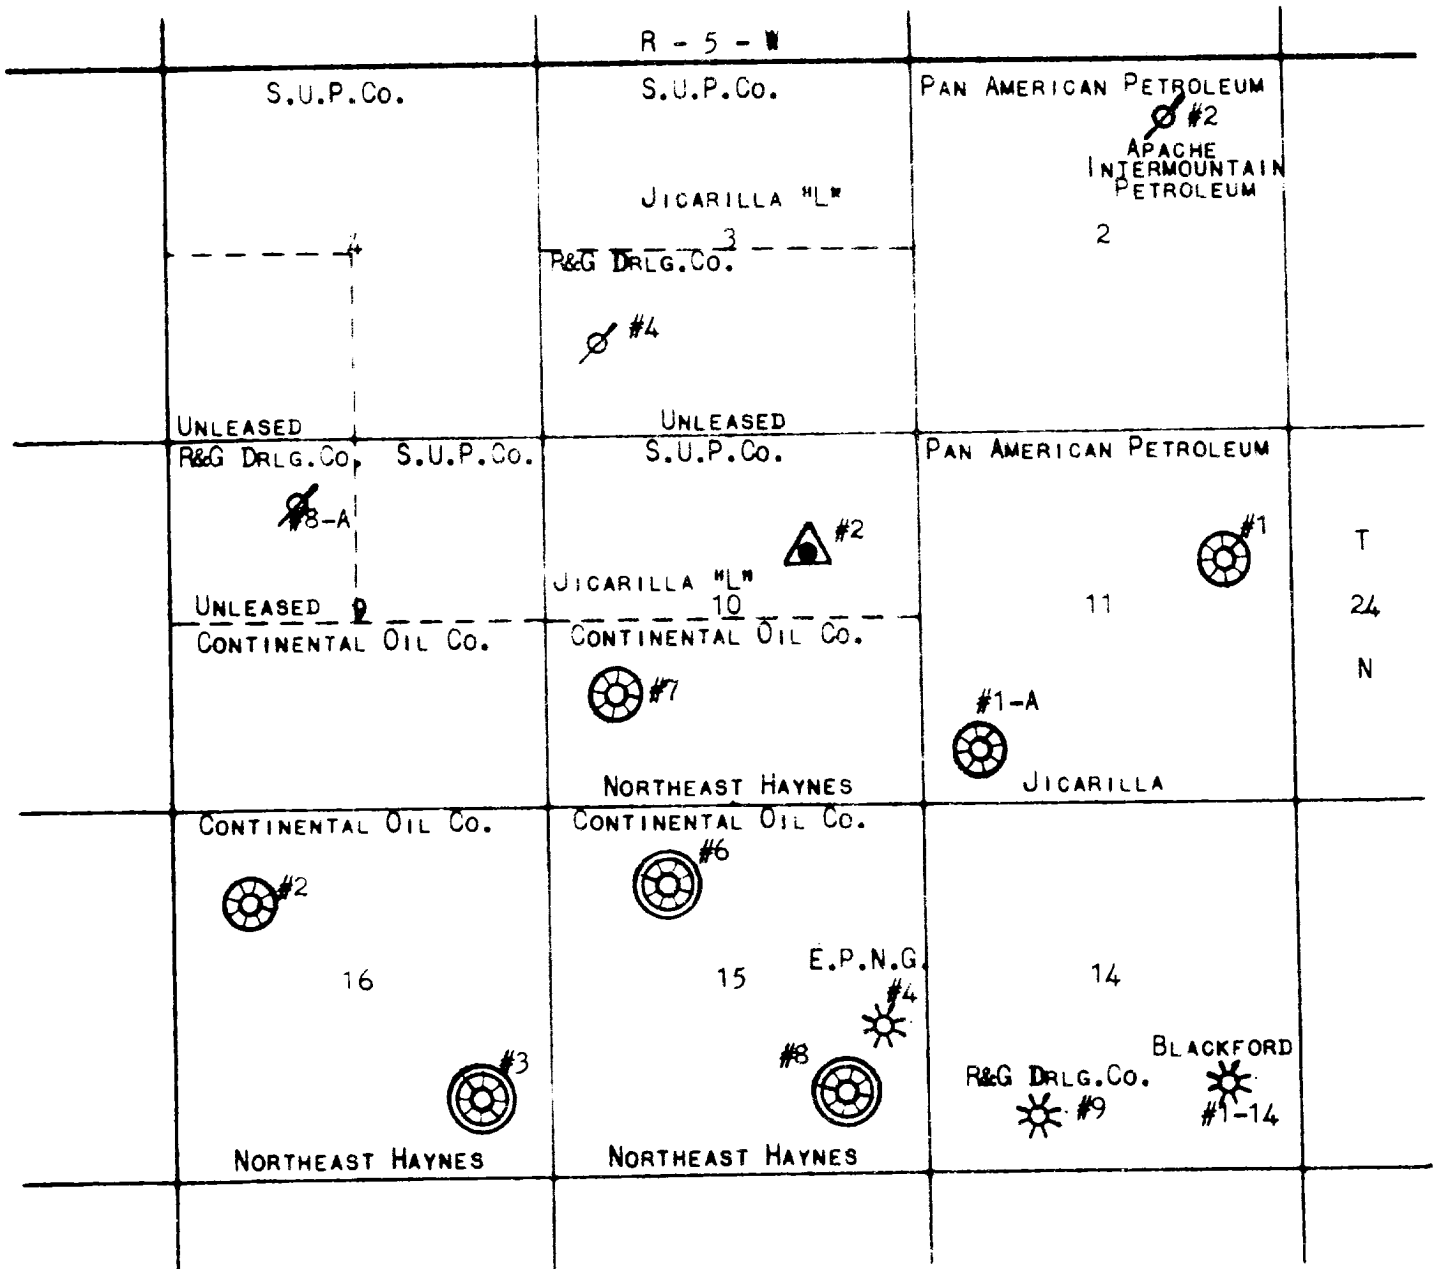 R - 5 - W
S.U.P.Co.
S.U.P.Co.
PAN AMERICAN PETROLEUM
#2
APACHE
INTERMOUNTAIN
PETROLEUM
JICARILLA "L"
4
3
2
R&G DRLG.Co.
#4
UNLEASED
UNLEASED
R&G DRLG.Co.
S.U.P.Co.
S.U.P.Co.
PAN AMERICAN PETROLEUM
#8-A
#2
#1
T
24
N
JICARILLA "L"
UNLEASED
9
10
11
CONTINENTAL OIL Co.
CONTINENTAL OIL Co.
#7
#1-A
NORTHEAST HAYNES
JICARILLA
CONTINENTAL OIL Co.
CONTINENTAL OIL Co.
#6
#2
E.P.N.G.
16
15
14
#4
#3
#8
BLACKFORD
R&G DRLG.Co.
#9
#1-14
NORTHEAST HAYNES
NORTHEAST HAYNES